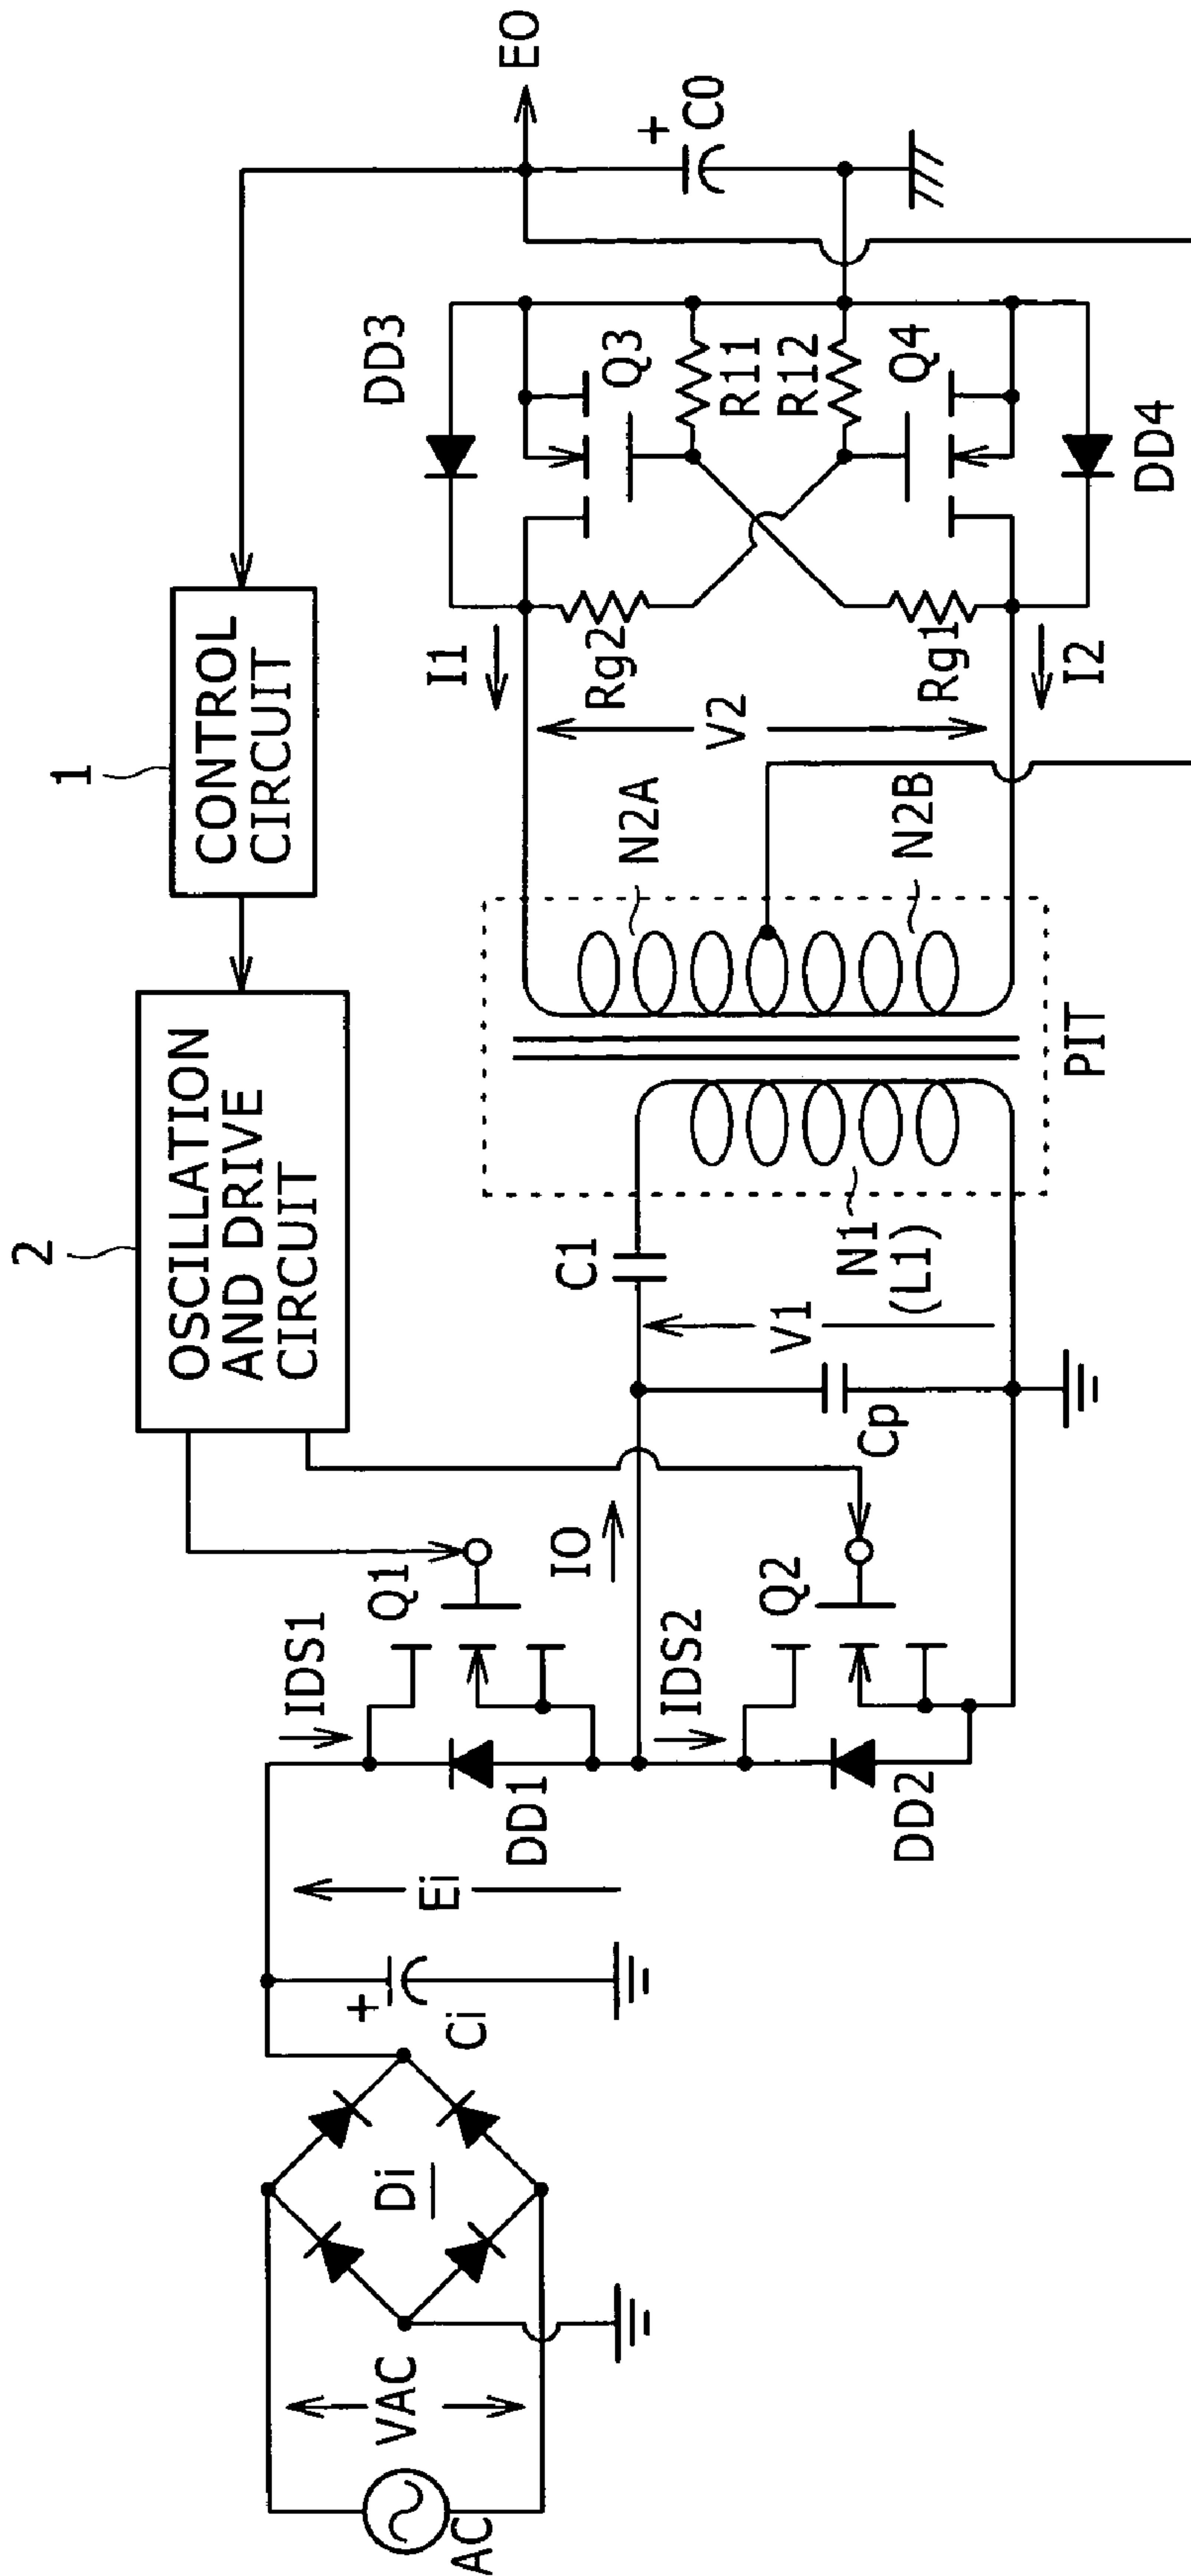 2
OSCILLATION
AND DRIVE
CIRCUIT
1
CONTROL
CIRCUIT
AC
VAC
Di
+
Ci
Ei
IDS1
Q1
DD1
IO
IDS2
Q2
DD2
Cp
V1
C1
N1
(L1)
PIT
N2A
N2B
V2
I1
I2
Rg2
Rg1
DD3
Q3
R11
R12
Q4
DD4
+
C0
EO